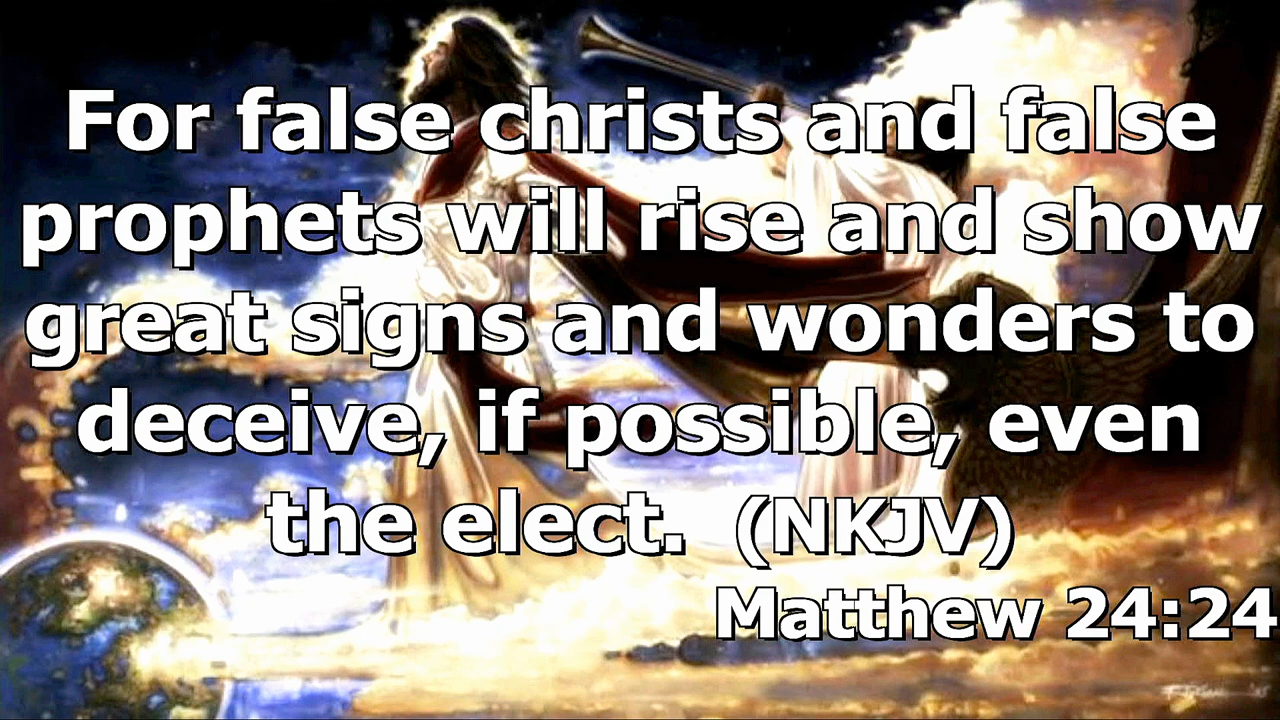 For false christs and false
prophets will rise and show
great signs and wonders to
deceive, if possible, even
the elect. (NKJV)
Matthew 24:24